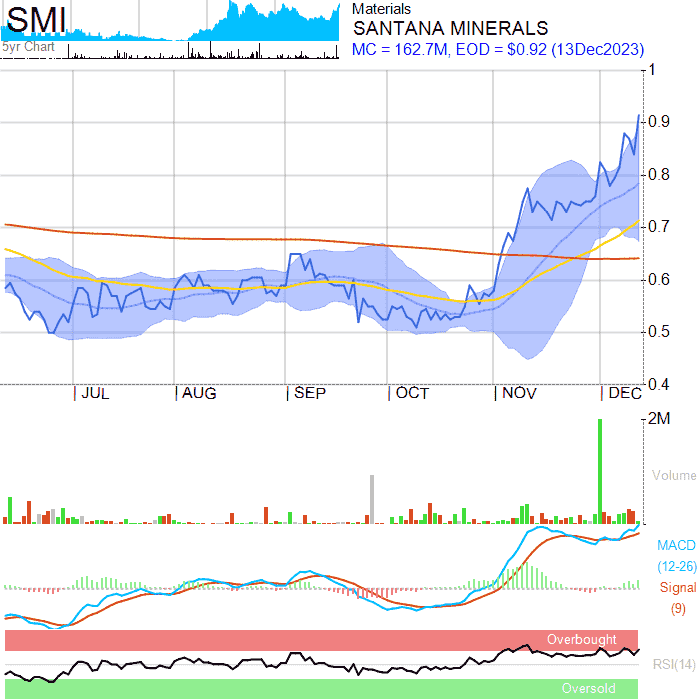 SMI
5yr Chart
Materials
SANTANA MINERALS
MC = 162.7M, EOD = $0.92 (13Dec2023)
1
0.9
0.8
0.7
0.6
0.5
0.4
JUL AUG SEP OCT NOV DEC
2M
Volume
MACD
(12-26)
Signal
(9)
Overbought
RSI(14)
Oversold